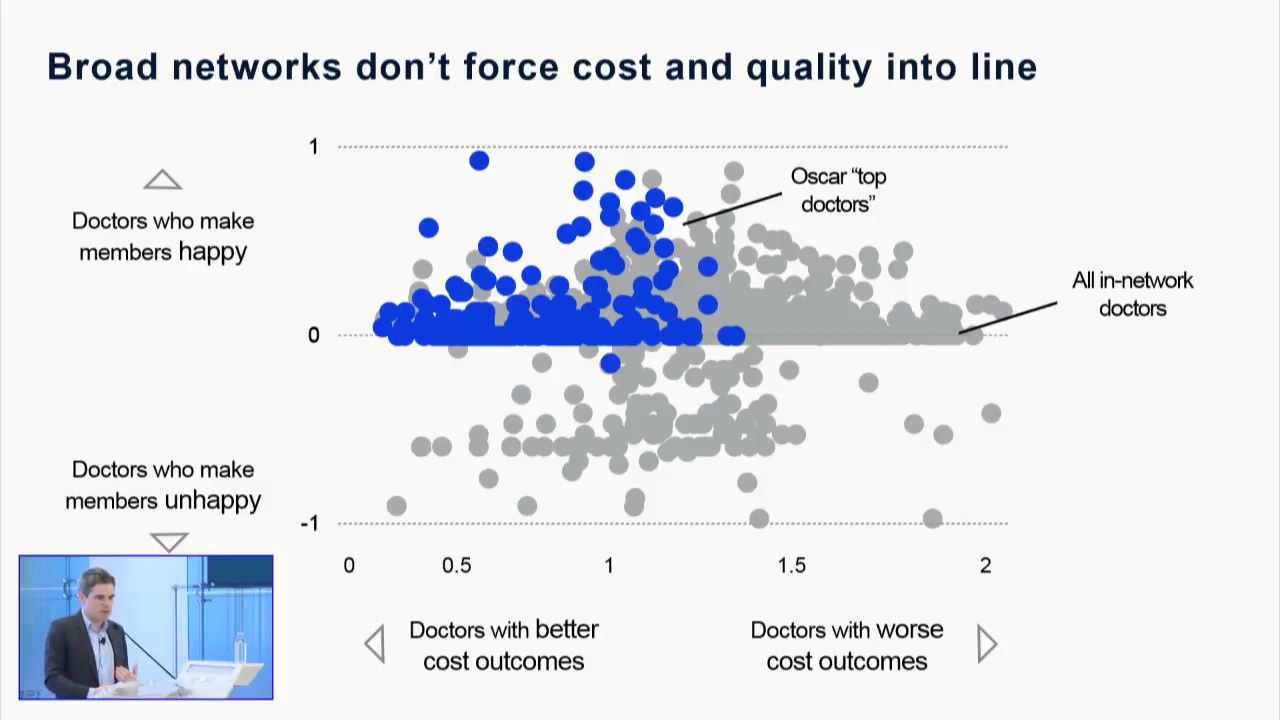 Broad networks don’t force cost and quality into line
1
Oscar “top
doctors”
Doctors who make
members happy
All in-network
doctors
0
Doctors who make
members unhappy
-1
0 0.5 1 1.5 2
Doctors with better
cost outcomes
Doctors with worse
cost outcomes